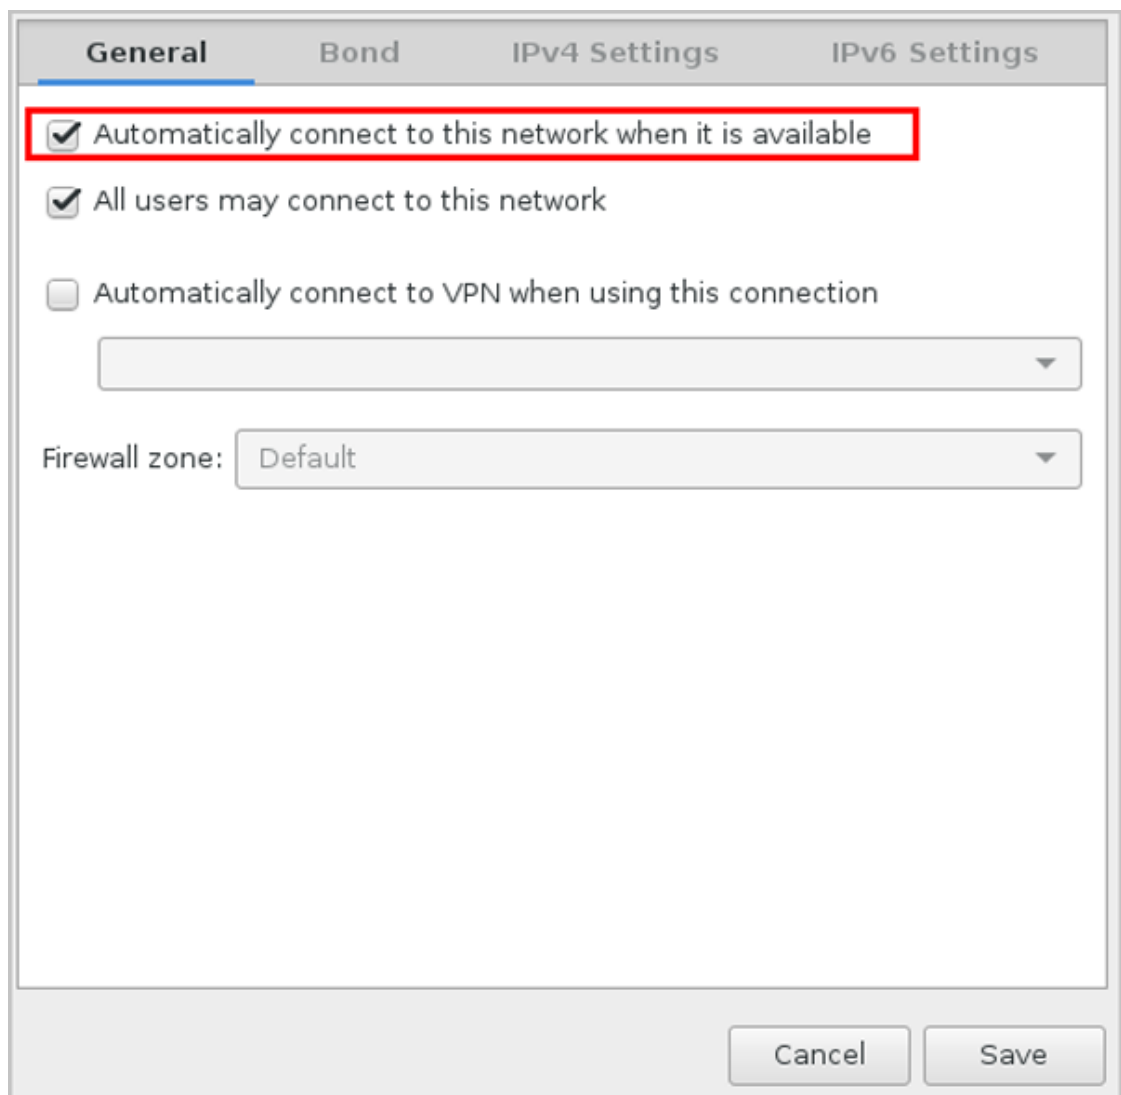 General Bond IPv4 Settings IPv6 Settings
Automatically connect to this network when it is available
All users may connect to this network
Automatically connect to VPN when using this connection
Firewall zone: Default
Cancel Save